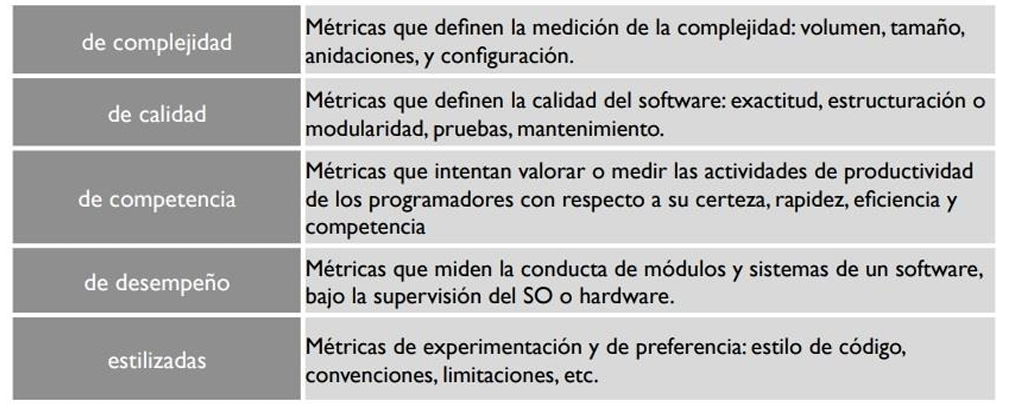 de complejidad
Métricas que definen la medición de la complejidad: volumen, tamaño,
anidaciones, y configuración.
de calidad
Métricas que definen la calidad del software: exactitud, estructuración o
modularidad, pruebas, mantenimiento.
de competencia
Métricas que intentan valorar o medir las actividades de productividad
de los programadores con respecto a su certeza, rapidez, eficiencia y
competencia
de desempeño
Métricas que miden la conducta de módulos y sistemas de un software,
bajo la supervisión del SO o hardware.
estilizadas
Métricas de experimentación y de preferencia: estilo de código,
convenciones, limitaciones, etc.